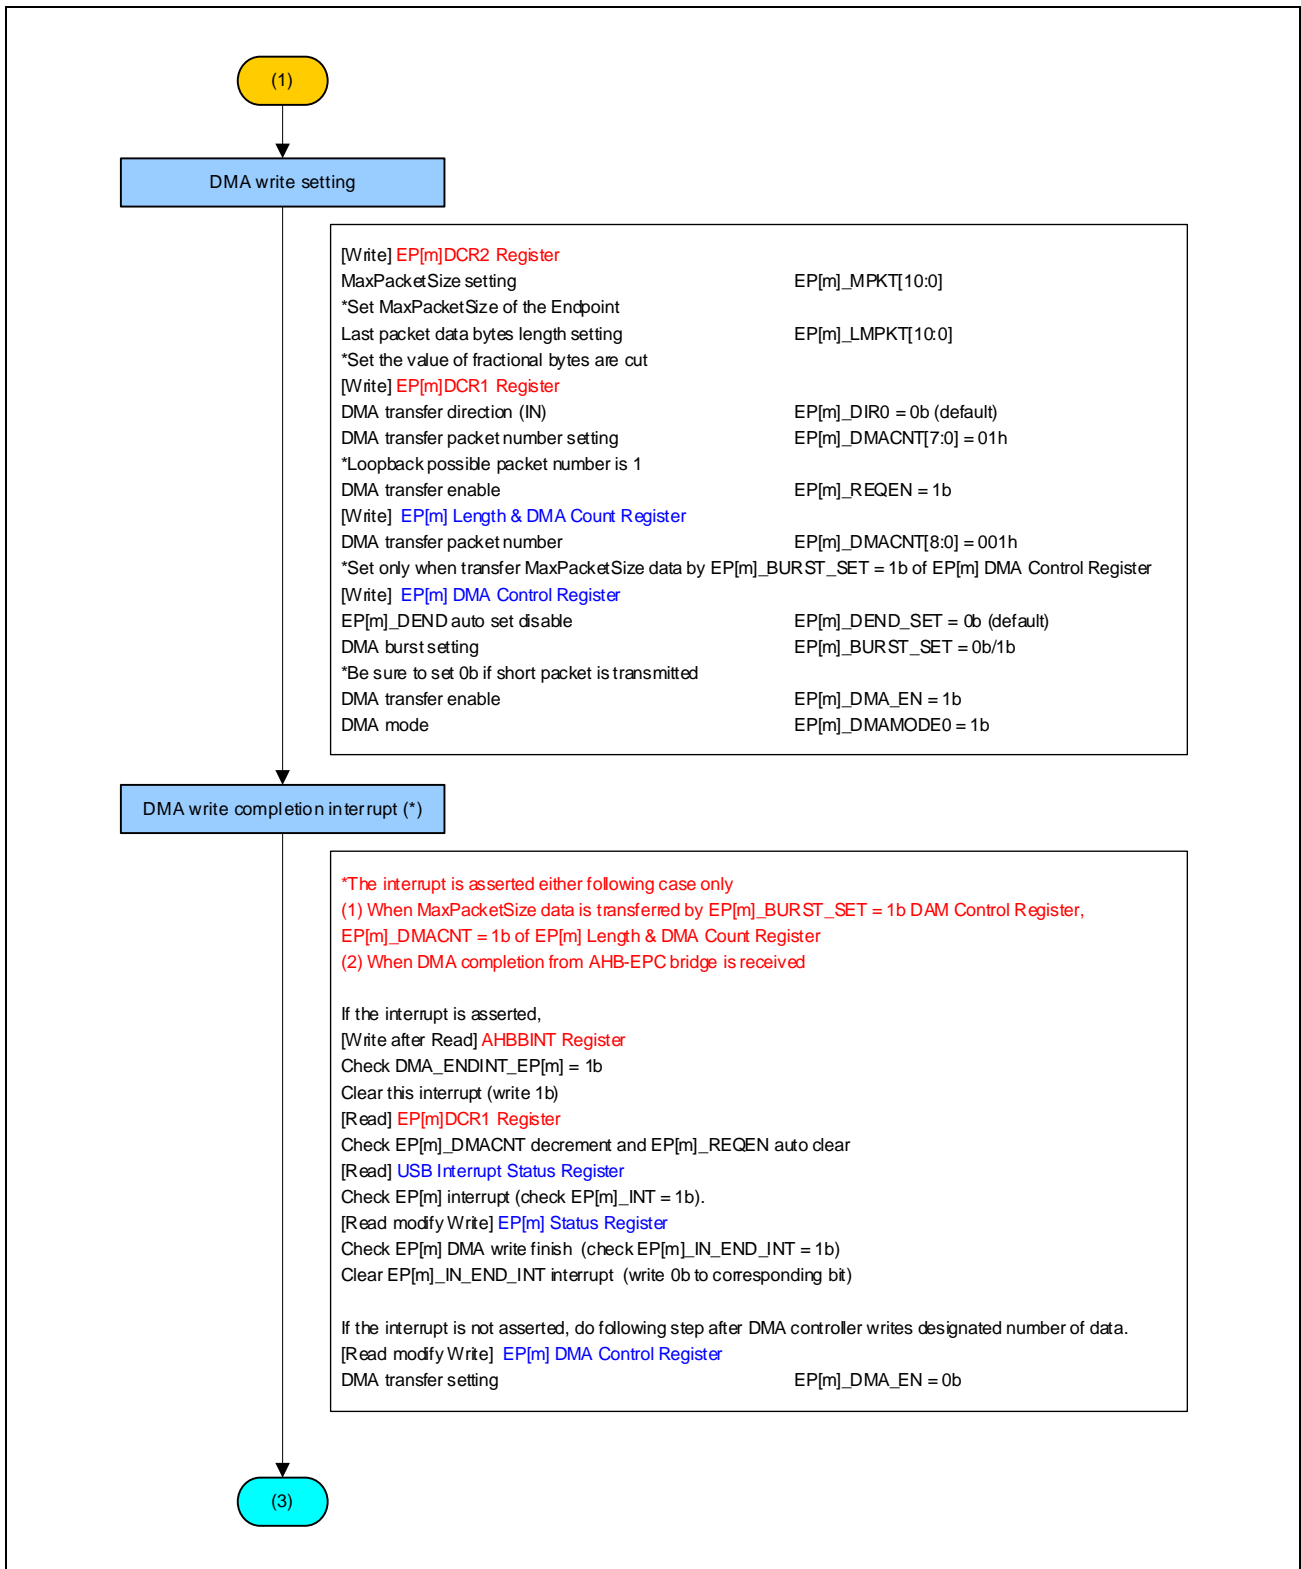 (1)
DMA write setting
[Write] EP[m]DCR2 Register
MaxPacketSize setting EP[m]_MPKT[10:0]
*Set MaxPacketSize of the Endpoint
Last packet data bytes length setting EP[m]_LMPKT[10:0]
*Set the value of fractional bytes are cut
[Write] EP[m]DCR1 Register
DMA transfer direction (IN) EP[m]_DIR0 = 0b (default)
DMA transfer packet number setting EP[m]_DMACNT[7:0] = 01h
*Loopback possible packet number is 1
DMA transfer enable EP[m]_REQEN = 1b
[Write] EP[m] Length & DMA Count Register
DMA transfer packet number EP[m]_DMACNT[8:0] = 001h
*Set only when transfer MaxPacketSize data by EP[m]_BURST_SET = 1b of EP[m] DMA Control Register
[Write] EP[m] DMA Control Register
EP[m]_DEND auto set disable EP[m]_DEND_SET = 0b (default)
DMA burst setting EP[m]_BURST_SET = 0b/1b
*Be sure to set 0b if short packet is transmitted
DMA transfer enable EP[m]_DMA_EN = 1b
DMA mode EP[m]_DMAMODE0 = 1b
DMA write completion interrupt (*)
*The interrupt is asserted either following case only
(1) When MaxPacketSize data is transferred by EP[m]_BURST_SET = 1b DAM Control Register,
EP[m]_DMACNT = 1b of EP[m] Length & DMA Count Register
(2) When DMA completion from AHB-EPC bridge is received
If the interrupt is asserted,
[Write after Read] AHBBINT Register
Check DMA_ENDINT_EP[m] = 1b
Clear this interrupt (write 1b)
[Read] EP[m]DCR1 Register
Check EP[m]_DMACNT decrement and EP[m]_REQEN auto clear
[Read] USB Interrupt Status Register
Check EP[m] interrupt (check EP[m]_INT = 1b).
[Read modify Write] EP[m] Status Register
Check EP[m] DMA write finish (check EP[m]_IN_END_INT = 1b)
Clear EP[m]_IN_END_INT interrupt (write 0b to corresponding bit)
If the interrupt is not asserted, do following step after DMA controller writes designated number of data.
[Read modify Write] EP[m] DMA Control Register
DMA transfer setting EP[m]_DMA_EN = 0b
(3)